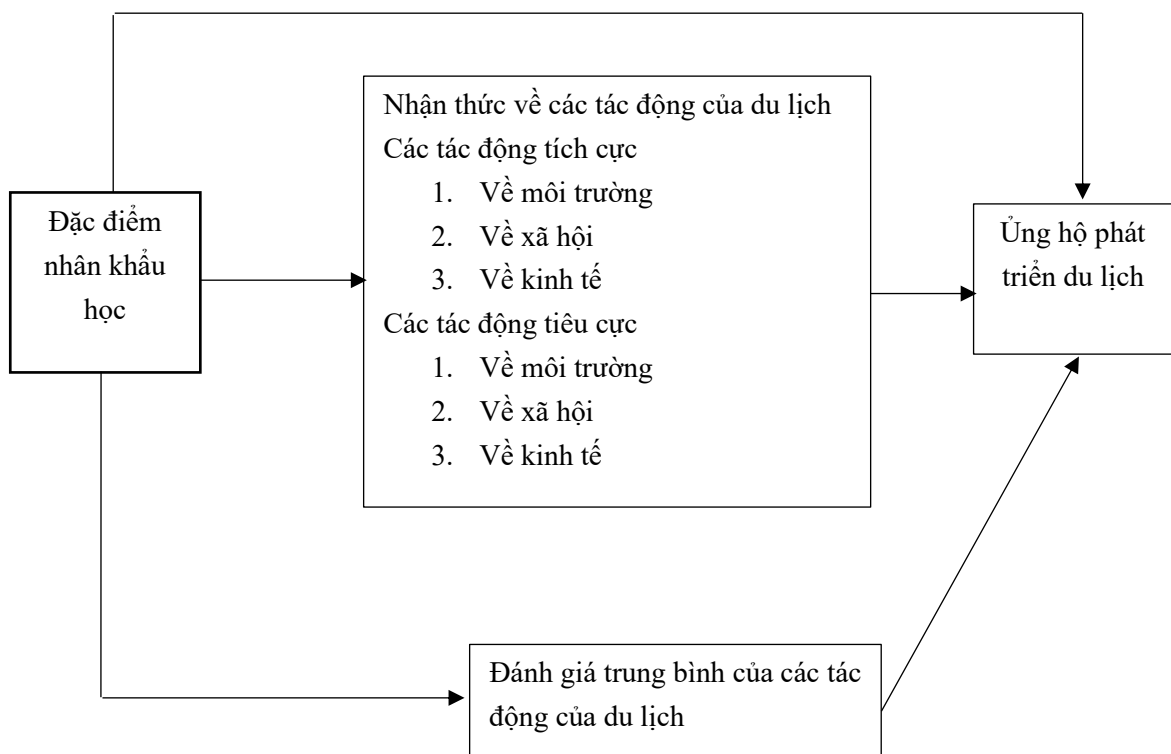 Nhận thức về các tác động của du lịch
Các tác động tích cực
1. Về môi trường
2. Về xã hội
3. Về kinh tế
Các tác động tiêu cực
1. Về môi trường
2. Về xã hội
3. Về kinh tế
Đặc điểm
nhân khẩu
học
Ủng hộ phát
triển du lịch
Đánh giá trung bình của các tác
động của du lịch